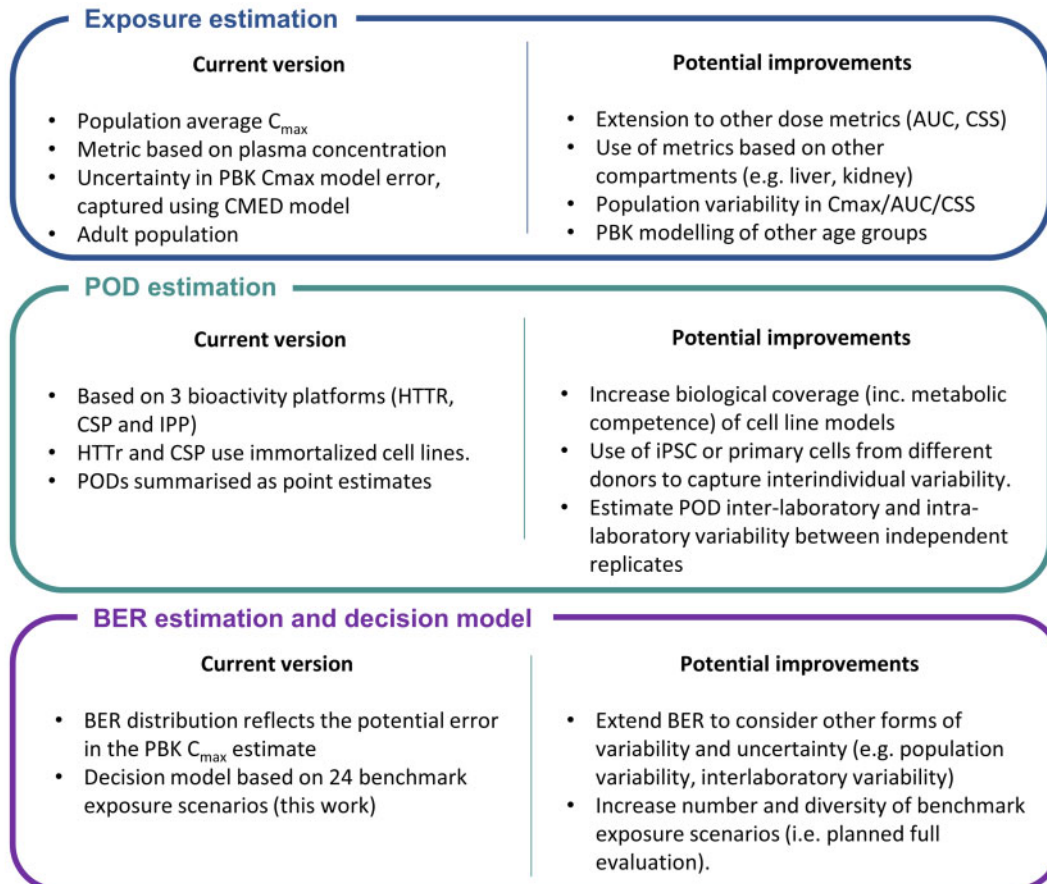 Exposure estimation
Current version
• Population average Cmax
• Metric based on plasma concentration
• Uncertainty in PBK Cmax model error,
captured using CMED model
• Adult population
Potential improvements
• Extension to other dose metrics (AUC, CSS)
• Use of metrics based on other
compartments (e.g. liver, kidney)
• Population variability in Cmax/AUC/CSS
• PBK modelling of other age groups
POD estimation
Current version
• Based on 3 bioactivity platforms (HTTR,
CSP and IPP)
• HTTr and CSP use immortalized cell lines.
• PODs summarised as point estimates
Potential improvements
• Increase biological coverage (inc. metabolic
competence) of cell line models
• Use of iPSC or primary cells from different
donors to capture interindividual variability.
• Estimate POD inter-laboratory and intra-
laboratory variability between independent
replicates
BER estimation and decision model
Current version
• BER distribution reflects the potential error
in the PBK Cmax estimate
• Decision model based on 24 benchmark
exposure scenarios (this work)
Potential improvements
• Extend BER to consider other forms of
variability and uncertainty (e.g. population
variability, interlaboratory variability)
• Increase number and diversity of benchmark
exposure scenarios (i.e. planned full
evaluation).